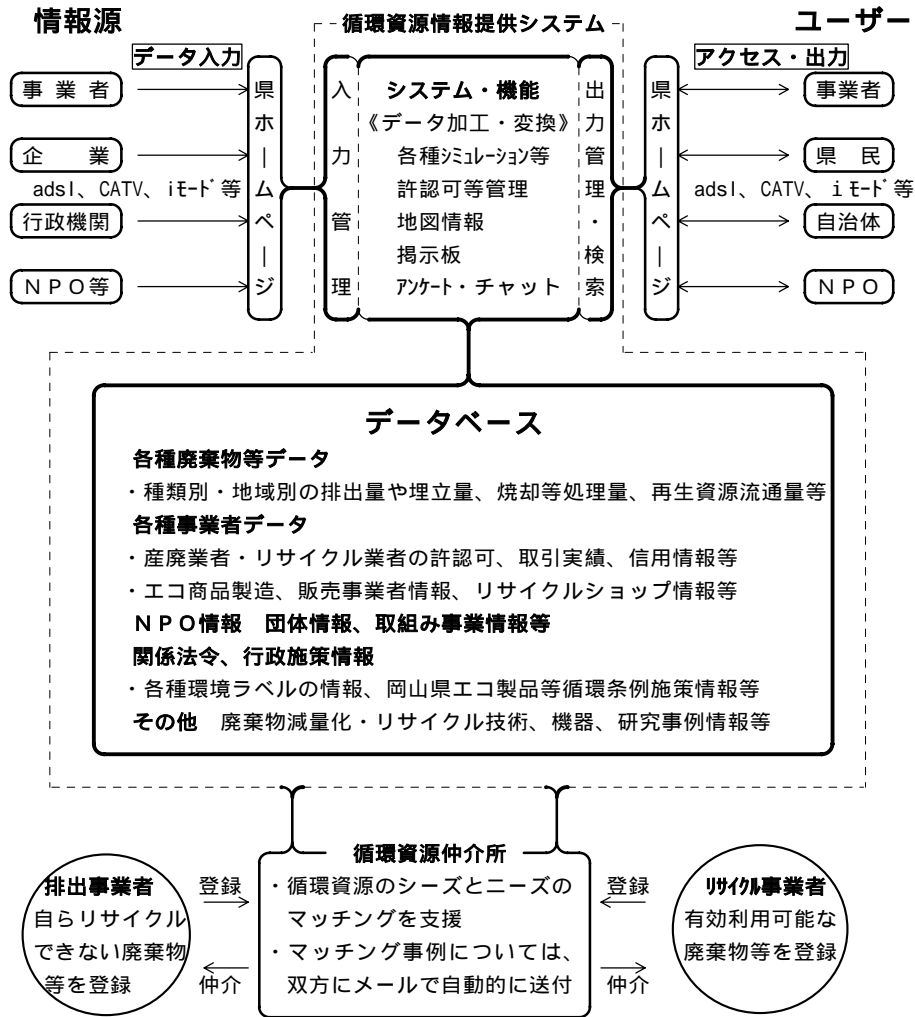 情報源
循環資源情報提供システム
ユーザー
データ入力
アクセス・出力
事業者
企　業
adsl、CATV、iﾓｰﾄﾞ等
行政機関
ＮＰＯ等
県ホームページ
入力管理
システム・機能
《データ加工・変換》
各種ｼﾐｭﾚｰｼｮﾝ等
許認可等管理
地図情報
掲示板
ｱﾝｹｰﾄ・チャット
出力管理・検索
県ホームページ
事業者
県　民
adsl、CATV、ｉﾓｰﾄﾞ等
自治体
ＮＰＯ
データベース
各種廃棄物等データ
・種類別・地域別の排出量や埋立量、焼却等処理量、再生資源流通量等
各種事業者データ
・産廃業者・リサイクル業者の許認可、取引実績、信用情報等
・エコ商品製造、販売事業者情報、リサイクルショップ情報等
ＮＰＯ情報　団体情報、取組み事業情報等
関係法令、行政施策情報
・各種環境ラベルの情報、岡山県エコ製品等循環条例施策情報等
その他　廃棄物減量化・リサイクル技術、機器、研究事例情報等
排出事業者
自らリサイクル
できない廃棄物
等を登録
登録
仲介
循環資源仲介所
・循環資源のシーズとニーズの
マッチングを支援
・マッチング事例については、
双方にメールで自動的に送付
登録
仲介
ﾘｻｲｸﾙ事業者
有効利用可能な
廃棄物等を登録